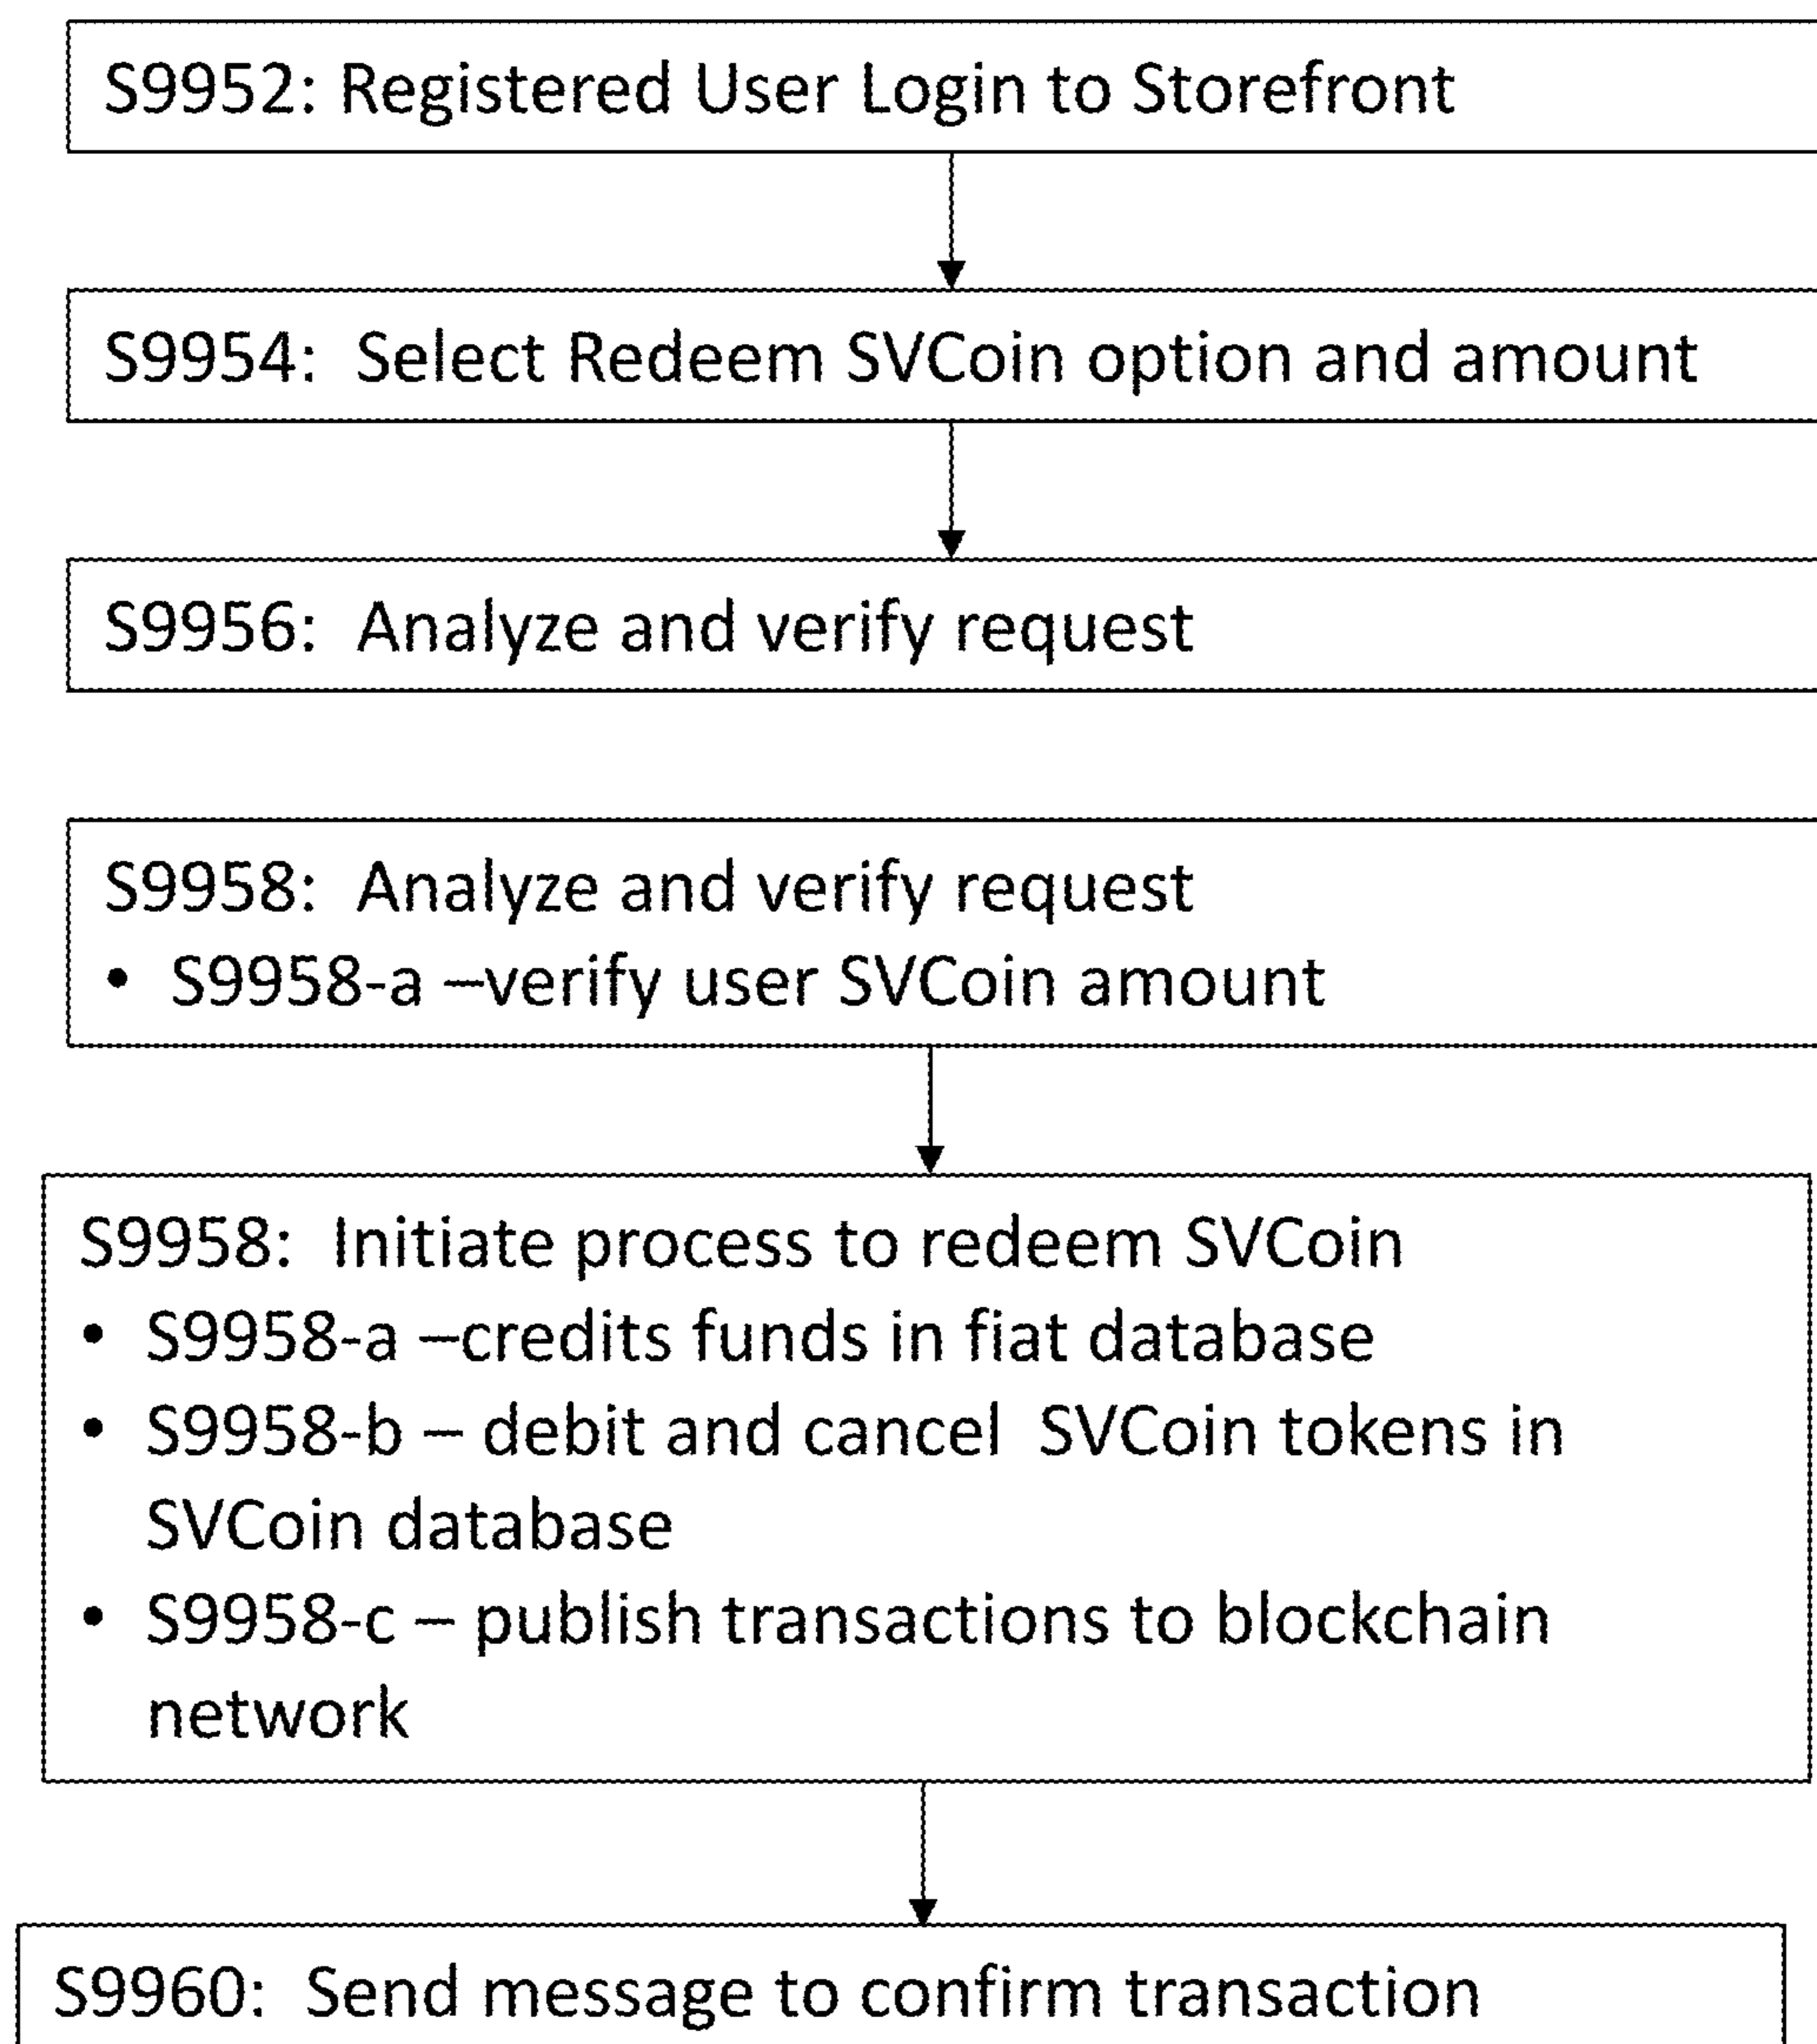 S9952: Registered User Login to Storefront
S9954:  Select Redeem SVCoin option and amount
S9956:  Analyze and verify request
S9958:  Analyze and verify request
• S9958-a –verify user SVCoin amount
S9958:  Initiate process to redeem SVCoin
• S9958-a –credits funds in fiat database
• S9958-b – debit and cancel  SVCoin tokens in
SVCoin database
• S9958-c – publish transactions to blockchain
network
S9960:  Send message to confirm transaction